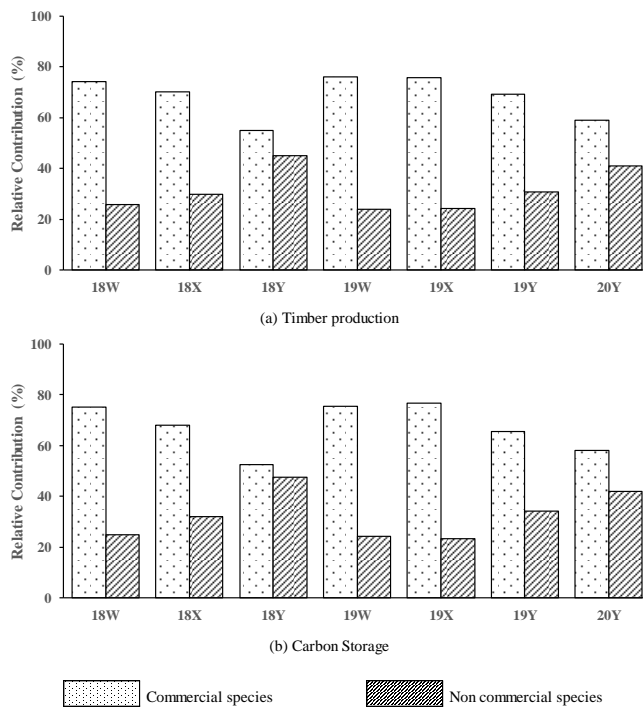 100
80
60
40
20
0
Relative Contribution (%)
18W 18X 18Y 19W 19X 19Y 20Y
(a) Timber production
100
80
60
40
20
0
Relative Contribution (%)
18W 18X 18Y 19W 19X 19Y 20Y
(b) Carbon Storage
Commercial species Non commercial species